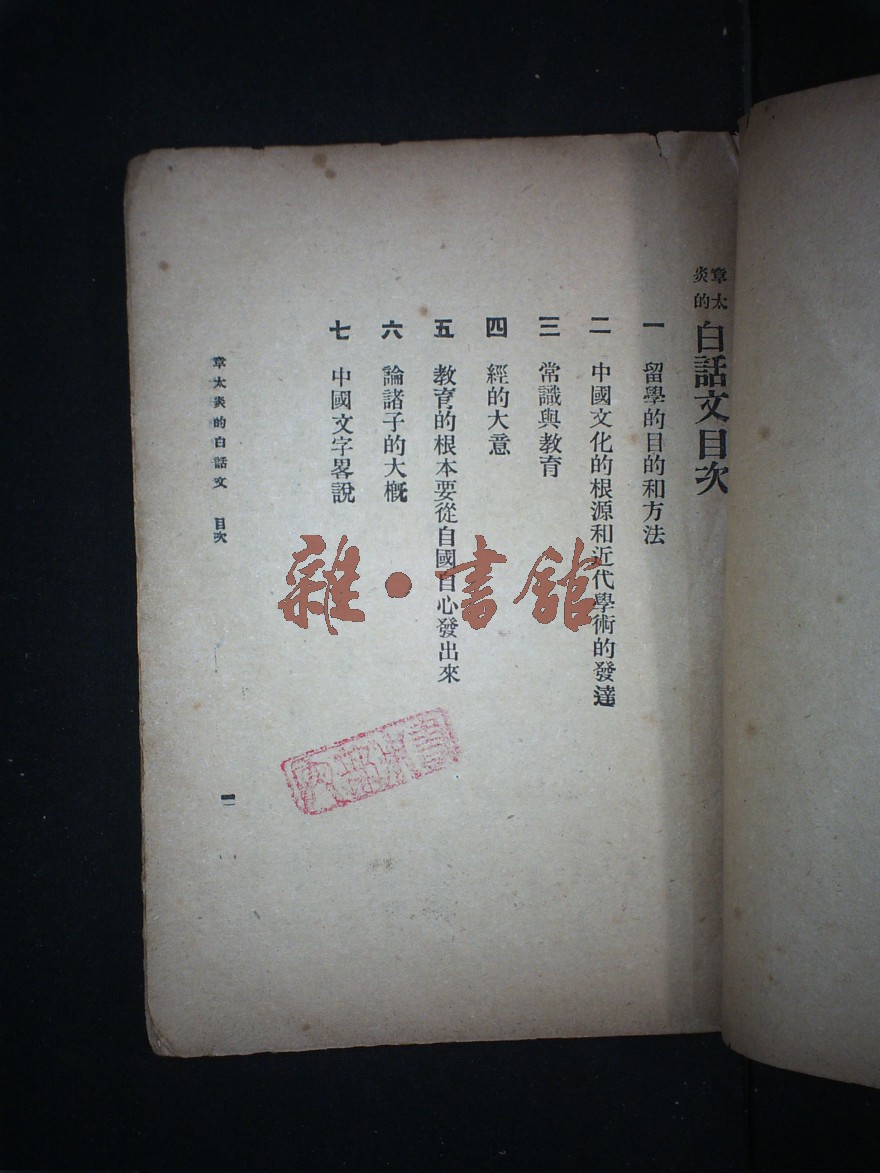 章太炎的白話文目次
一 留學的目的和方法
二 中國文化的根源和近代學術的發達
三 常識與教育
四 經的大意
五 教育的根本要從自國自心發出來
六 論諸子的大概
七 中國文字畧說
章太炎的白話文 目次
一
雜·書館